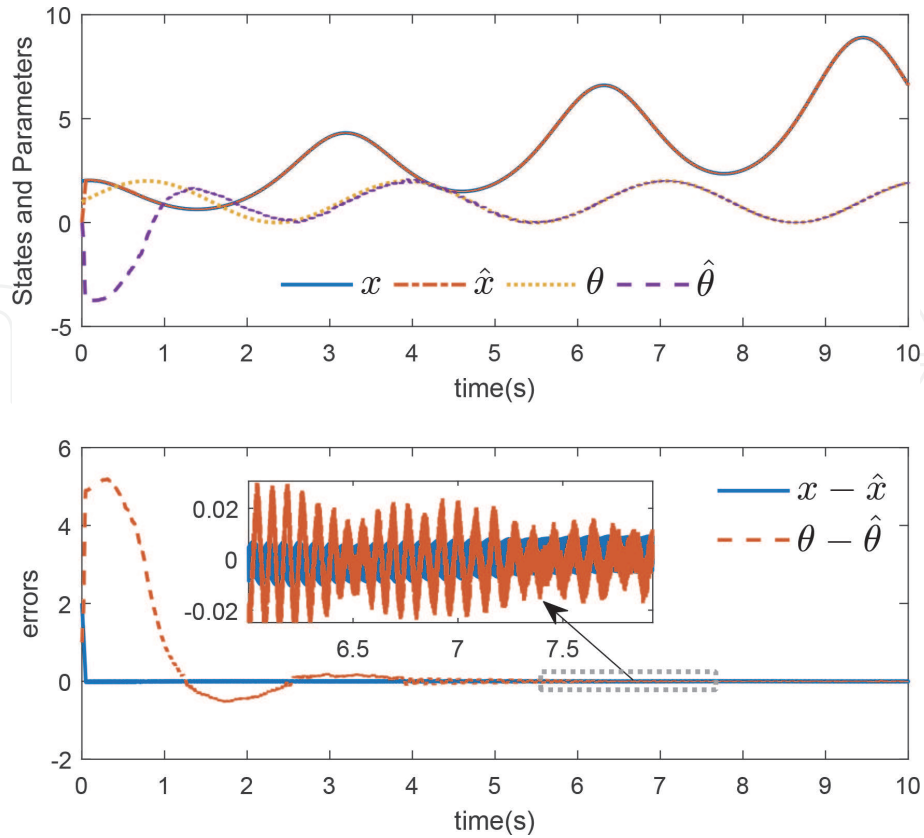 10
5
0
-5
States and Parameters
x x̂ θ θ̂
0 1 2 3 4 5 6 7 8 9 10
time(s)
6
4
2
0
-2
errors
x − x̂
θ − θ̂
0.02
0
-0.02
6.5 7 7.5
0 1 2 3 4 5 6 7 8 9 10
time(s)